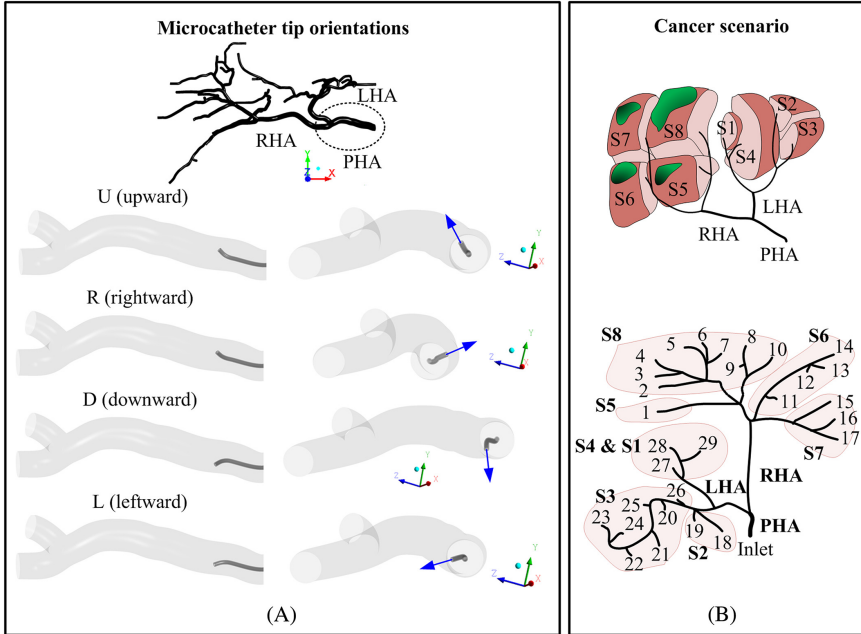 Microcatheter tip orientations
LHA
RHA
PHA
Y
Z
X
U (upward)
Y
Z
X
R (rightward)
Y
Z
X
D (downward)
Y
Z
X
L (leftward)
Y
Z
X
(A)
Cancer scenario
S2
S7
S8
S1
S3
S4
S6
S5
LHA
RHA
PHA
S8
6
8
S6
5
7
10
14
4
9
12
13
3
2
11
S5
15
1
16
S7
17
S4 & S1
28
29
27
RHA
LHA
S3
26
25
PHA
23
24
20
19
18
S2
Inlet
22
21
(B)